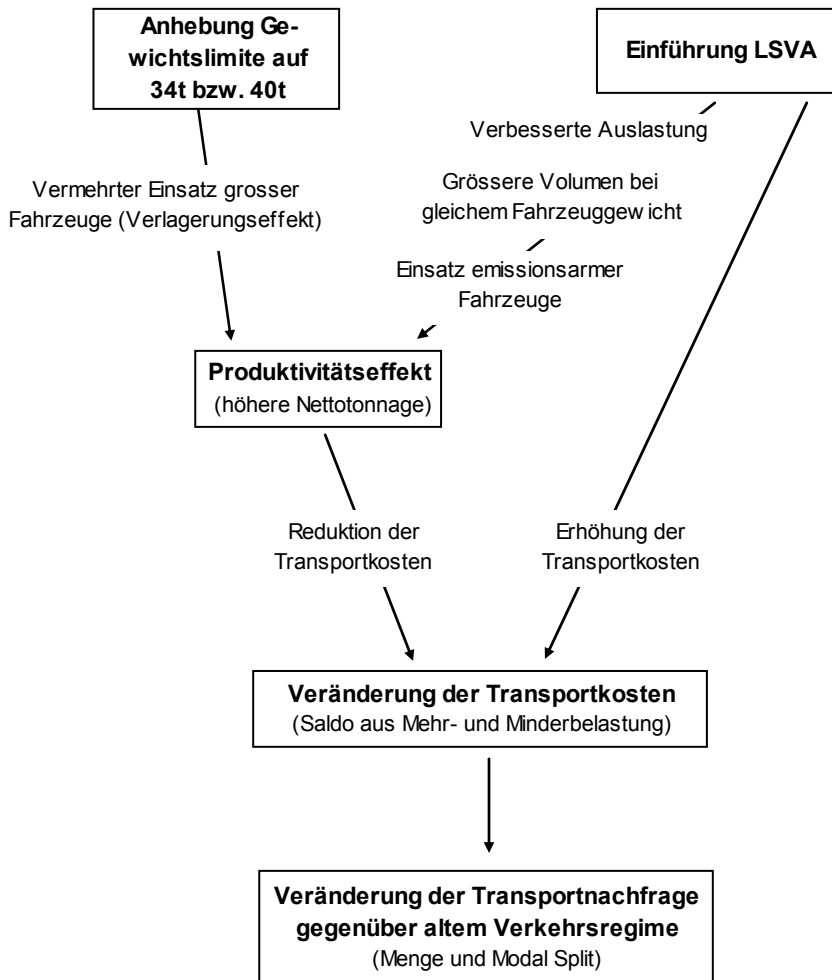 Anhebung Ge-
wichtslimite auf
34t bzw. 40t
Einführung LSVA
Verbesserte Auslastung
Vermehrter Einsatz grosser
Fahrzeuge (Verlagerungseffekt)
Grössere Volumen bei
gleichem Fahrzeuggewicht
Einsatz emissionsarmer
Fahrzeuge
Produktivitätseffekt
(höhere Nettotonnage)
Reduktion der
Transportkosten
Erhöhung der
Transportkosten
Veränderung der Transportkosten
(Saldo aus Mehr- und Minderbelastung)
Veränderung der Transportnachfrage
gegenüber altem Verkehrsregime
(Menge und Modal Split)